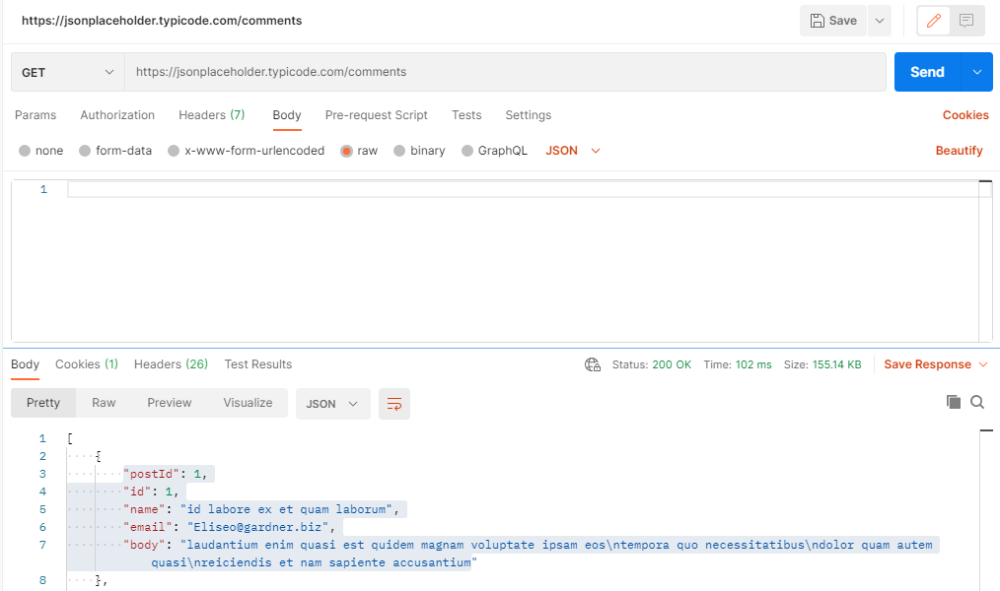 https://jsonplaceholder.typicode.com/comments
Save
GET
https://jsonplaceholder.typicode.com/comments
Send
Params Authorization Headers (7) Body Pre-request Script Tests Settings Cookies
none form-data x-www-form-urlencoded raw binary GraphQL JSON Beautify
1
Body Cookies (1) Headers (26) Test Results Status: 200 OK Time: 102 ms Size: 155.14 KB Save Response
Pretty Raw Preview Visualize JSON
1 [
2 {
3 "postId": 1,
4 "id": 1,
5 "name": "id labore ex et quam laborum",
6 "email": "Eliseo@gardner.biz",
7 "body": "laudantium enim quasi est quidem magnam voluptate ipsam eos\ntempora quo necessitatibus\ndolor quam autem
quasi\nreiciendis et nam sapiente accusantium"
8 },